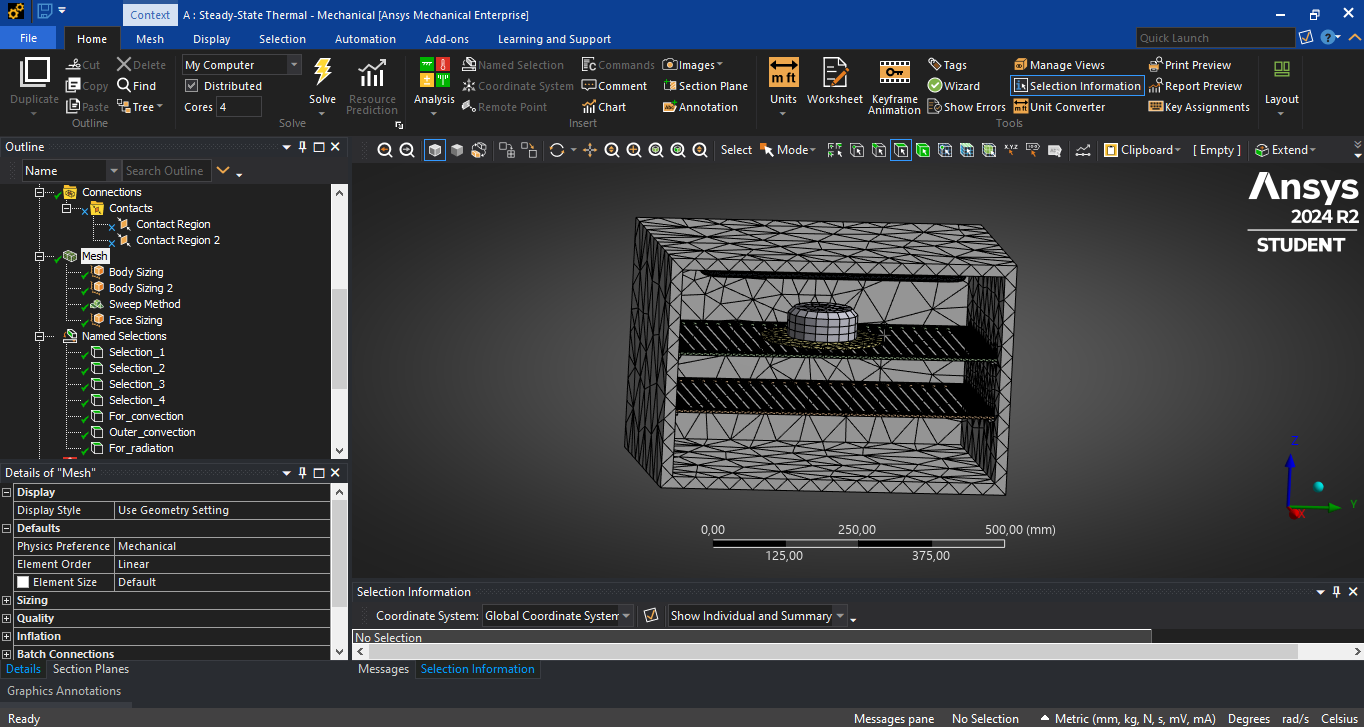 Context
A : Steady-State Thermal - Mechanical [Ansys Mechanical Enterprise]
File
Home
Mesh
Display
Selection
Automation
Add-ons
Learning and Support
Quick Launch
Duplicate
Cut
Copy
Paste
Delete
Find
Tree
Outline
My Computer
Distributed
Cores 4
Solve
Resource Prediction
Solve
Analysis
Named Selection
Coordinate System
Remote Point
Commands
Comment
Chart
Images
Section Plane
Annotation
Insert
Units
Worksheet
Keyframe Animation
Tags
Wizard
Show Errors
Manage Views
Selection Information
Unit Converter
Print Preview
Report Preview
Key Assignments
Tools
Layout
Outline
Name
Search Outline
Connections
Contacts
Contact Region
Contact Region 2
Mesh
Body Sizing
Body Sizing 2
Sweep Method
Face Sizing
Named Selections
Selection_1
Selection_2
Selection_3
Selection_4
For_convection
Outer_convection
For_radiation
Select
Mode
Clipboard
[ Empty ]
Extend
Ansys
2024 R2
STUDENT
Z
Y
X
0,00
250,00
500,00 (mm)
125,00
375,00
Details of "Mesh"
Display
Display Style Use Geometry Setting
Defaults
Physics Preference Mechanical
Element Order Linear
Element Size Default
Sizing
Quality
Inflation
Batch Connections
Details
Section Planes
Graphics Annotations
Selection Information
Coordinate System: Global Coordinate System
Show Individual and Summary
No Selection
Messages
Selection Information
Ready
Messages pane
No Selection
Metric (mm, kg, N, s, mV, mA)
Degrees
rad/s
Celsius